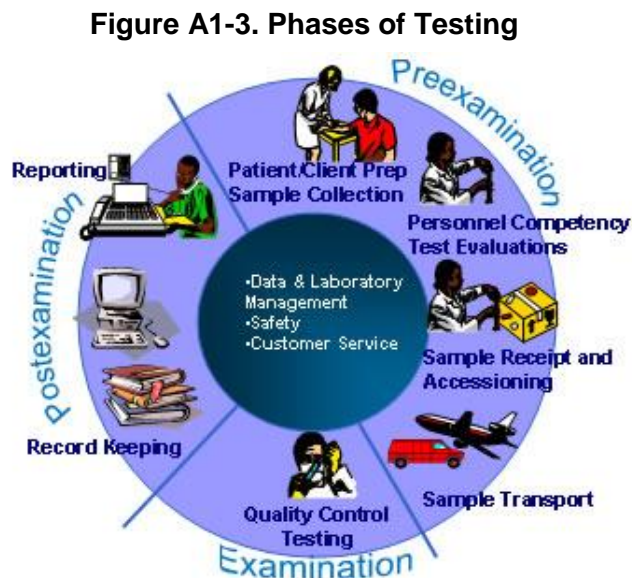 Figure A1-3. Phases of Testing
Preexamination
Patient/Client Prep
Sample Collection
Personnel Competency
Test Evaluations
Sample Receipt and
Accessioning
Sample Transport
Examination
Quality Control
Testing
Postexamination
Record Keeping
Reporting
•Data & Laboratory
Management
•Safety
•Customer Service